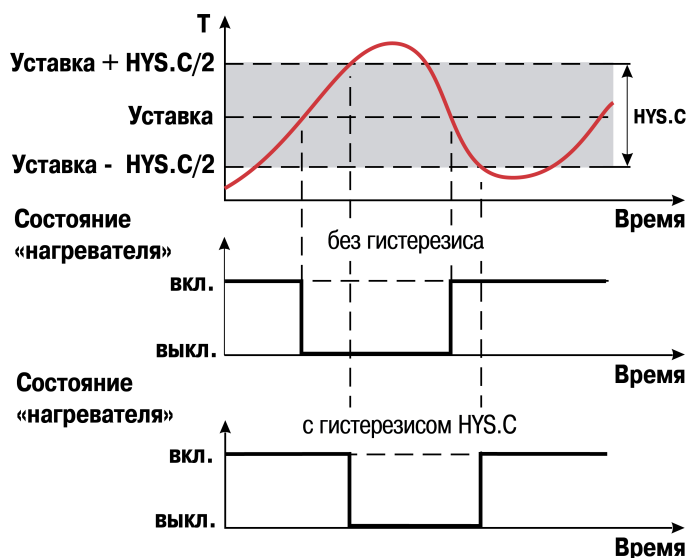 T
Уставка + HYS.C/2
Уставка
HYS.C
Уставка - HYS.C/2
Время
Состояние
«нагревателя»
без гистерезиса
вкл.
выкл.
Время
Состояние
«нагревателя»
с гистерезисом HYS.C
вкл.
выкл.
Время